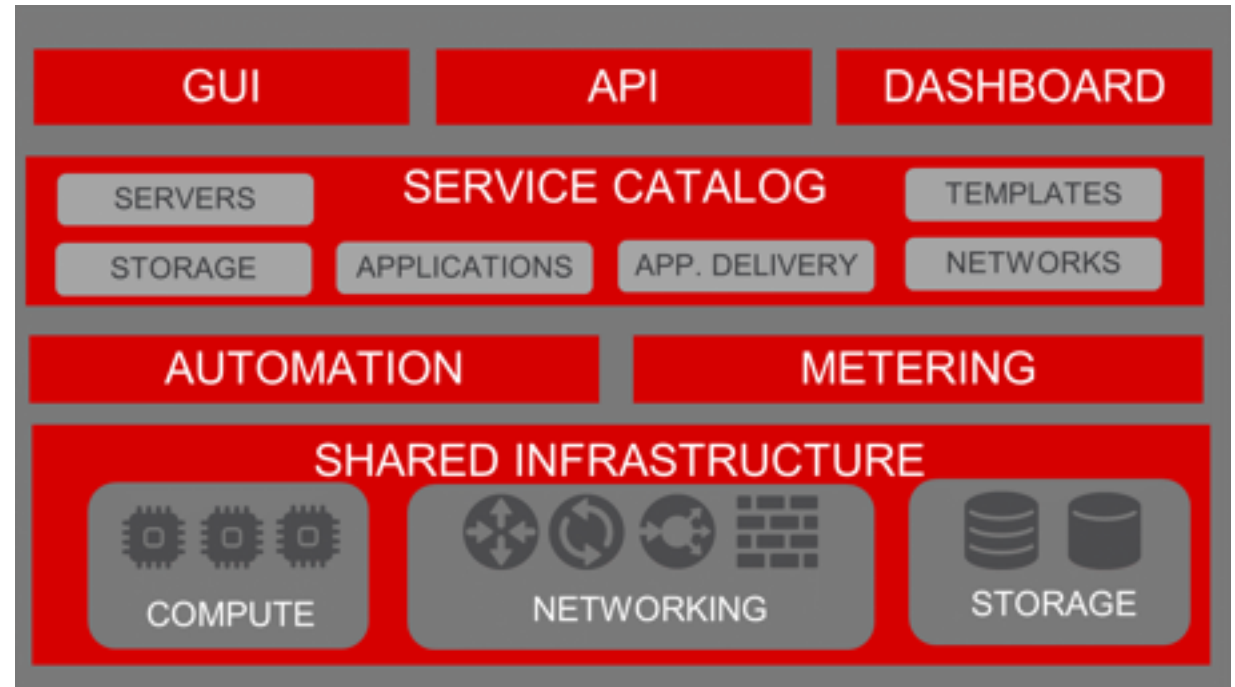 GUI
API
DASHBOARD
SERVICE CATALOG
SERVERS
TEMPLATES
STORAGE
APPLICATIONS
APP. DELIVERY
NETWORKS
AUTOMATION
METERING
SHARED INFRASTRUCTURE
COMPUTE
NETWORKING
STORAGE